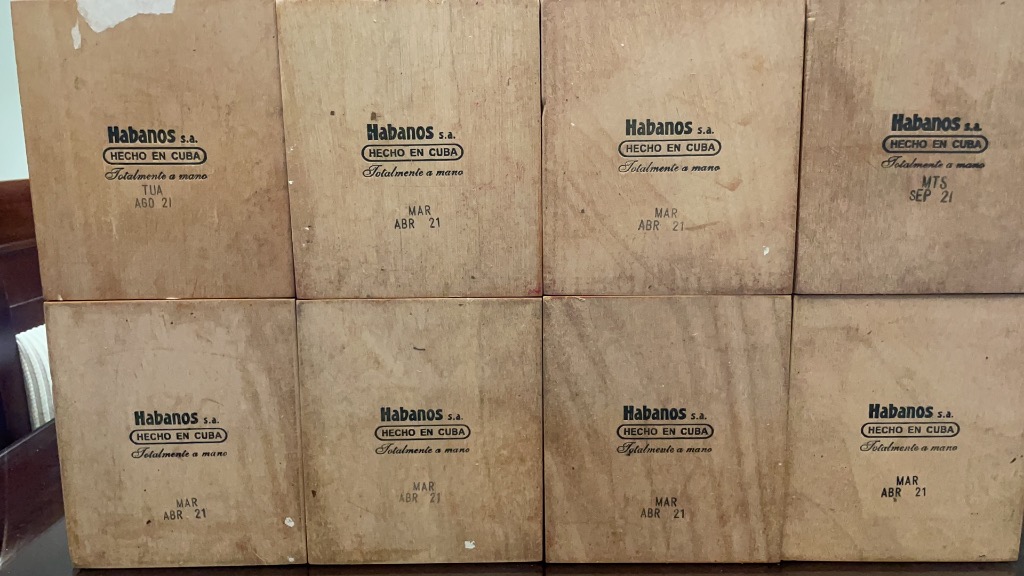 Habanos s.a.
HECHO EN CUBA
Totalmente a mano
TUA
AGO 21
Habanos s.a.
HECHO EN CUBA
Totalmente a mano
MAR
ABR 21
Habanos s.a.
HECHO EN CUBA
Totalmente a mano
MAR
ABR 21
Habanos s.a.
HECHO EN CUBA
Totalmente a mano
MTS
SEP 21
Habanos s.a.
HECHO EN CUBA
Totalmente a mano
MAR
ABR 21
Habanos s.a.
HECHO EN CUBA
Totalmente a mano
MAR
ABR 21
Habanos s.a.
HECHO EN CUBA
Totalmente a mano
MAR
ABR 21
Habanos s.a.
HECHO EN CUBA
Totalmente a mano
MAR
ABR 21